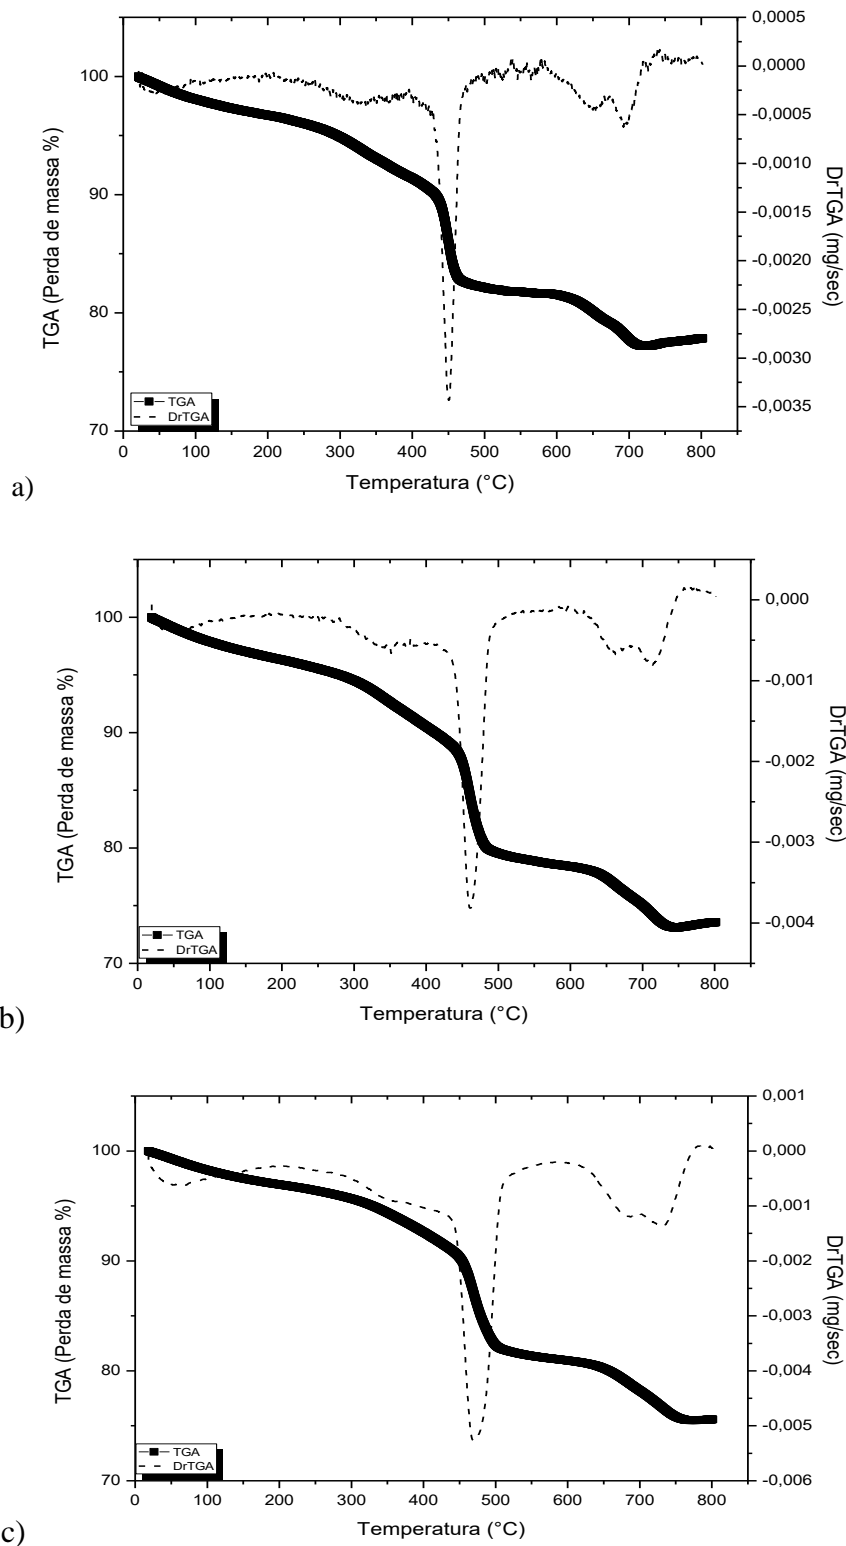 0,0005
100
0,0000
-0,0005
-0,0010
90
-0,0015
-0,0020
-0,0025
80
-0,0030
-0,0035
70
TGA (Perda de massa %)
DrTGA (mg/sec)
TGA
DrTGA
0 100 200 300 400 500 600 700 800
Temperatura (°C)
a)
100
0,000
-0,001
90
-0,002
80
-0,003
-0,004
70
TGA (Perda de massa %)
DrTGA (mg/sec)
TGA
DrTGA
0 100 200 300 400 500 600 700 800
Temperatura (°C)
b)
0,001
100
0,000
-0,001
90
-0,002
-0,003
80
-0,004
-0,005
70
-0,006
TGA (Perda de massa %)
DrTGA (mg/sec)
TGA
DrTGA
0 100 200 300 400 500 600 700 800
Temperatura (°C)
c)